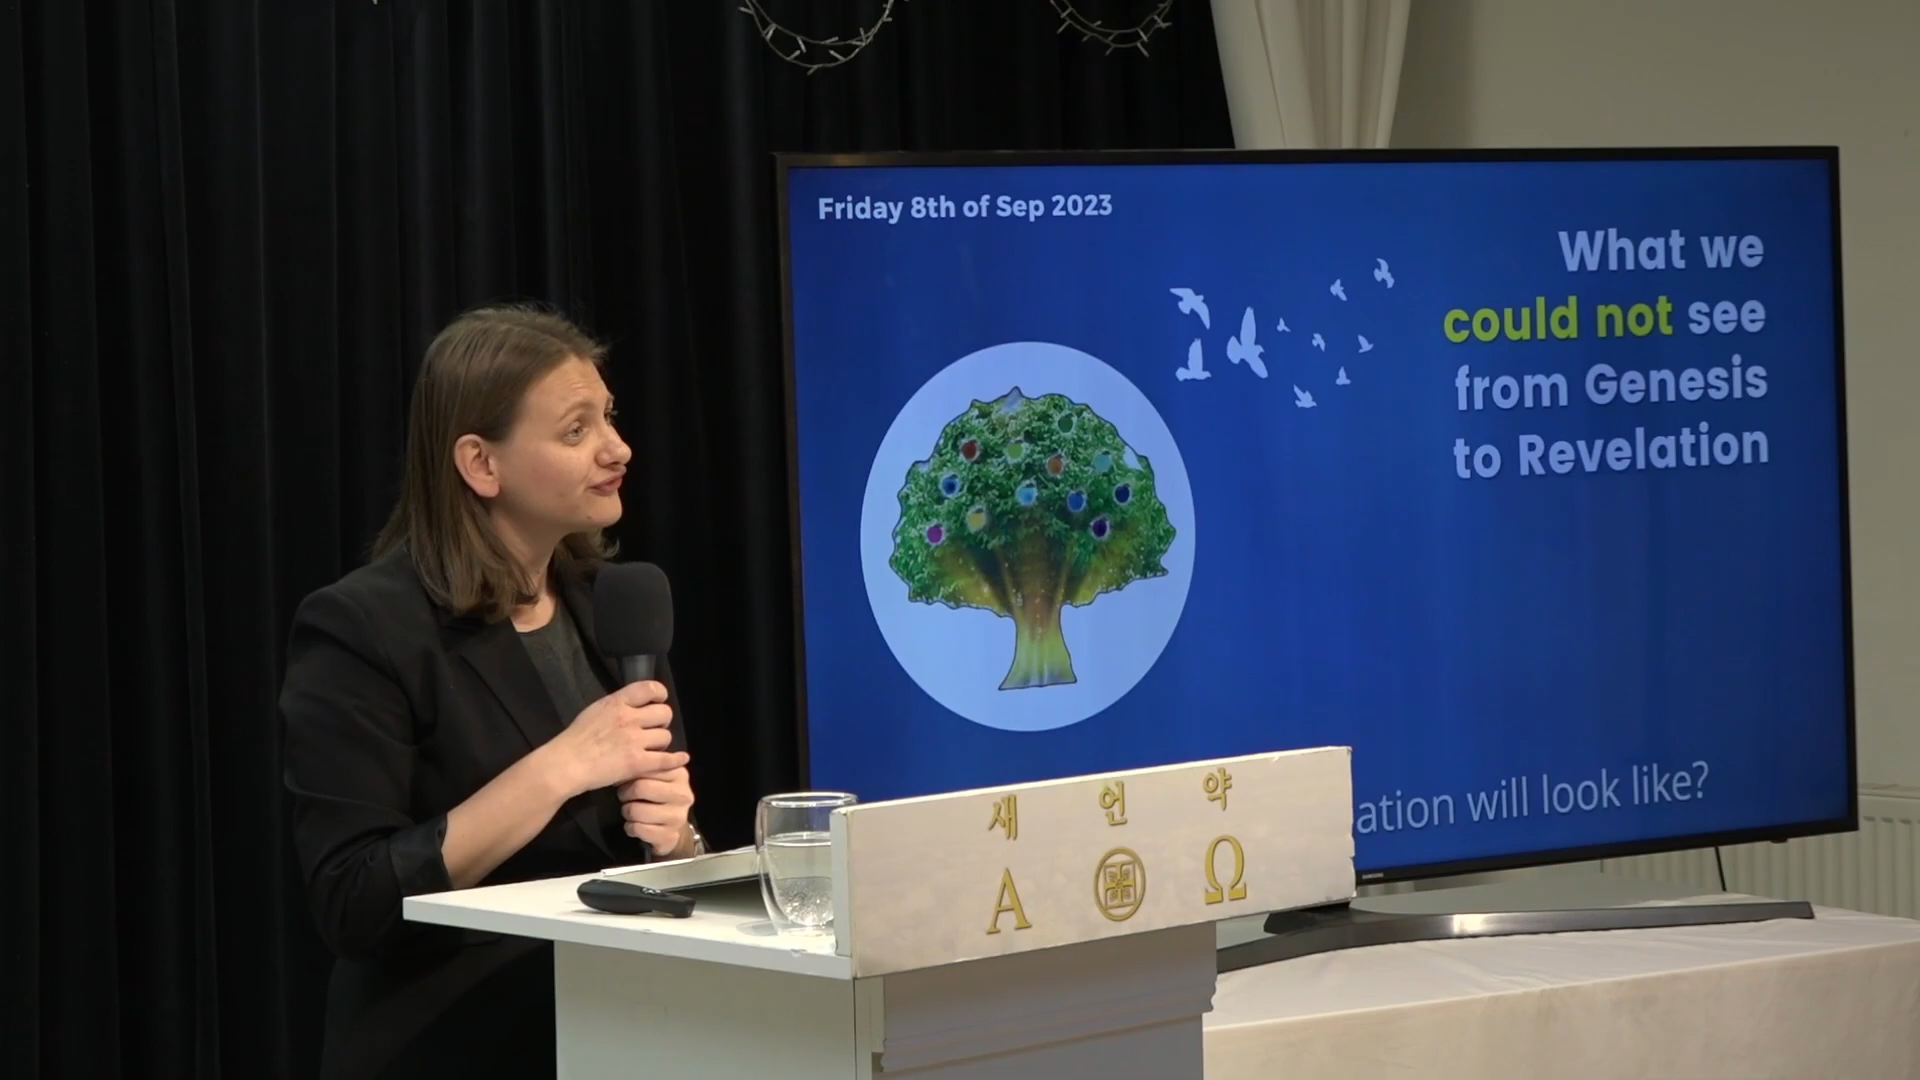 Friday 8th of Sep 2023
What we
could not see
from Genesis
to Revelation
ation will look like?
새 언 약
A Ω
SAMSUNG